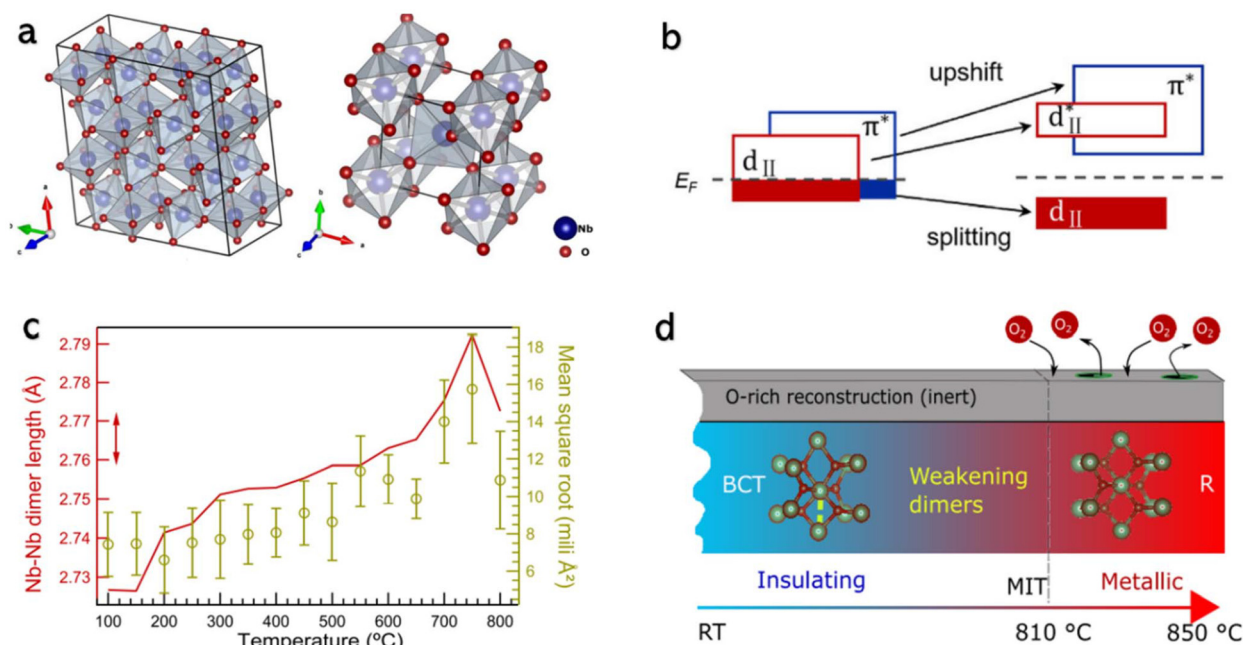 a
a
b
c
b
a
c
Nb
O
b
upshift
π*
d*II
π*
dII
EF
dII
splitting
c
Nb-Nb dimer length (Å)
2.79
2.78
2.77
2.76
2.75
2.74
2.73
18
16
14
12
10
8
6
Mean square root (mili Å²)
100 200 300 400 500 600 700 800
Temperature (ºC)
d
O₂ O₂ O₂ O₂
O-rich reconstruction (inert)
BCT
Weakening
dimers
R
Insulating
MIT
Metallic
RT
810 °C
850 °C